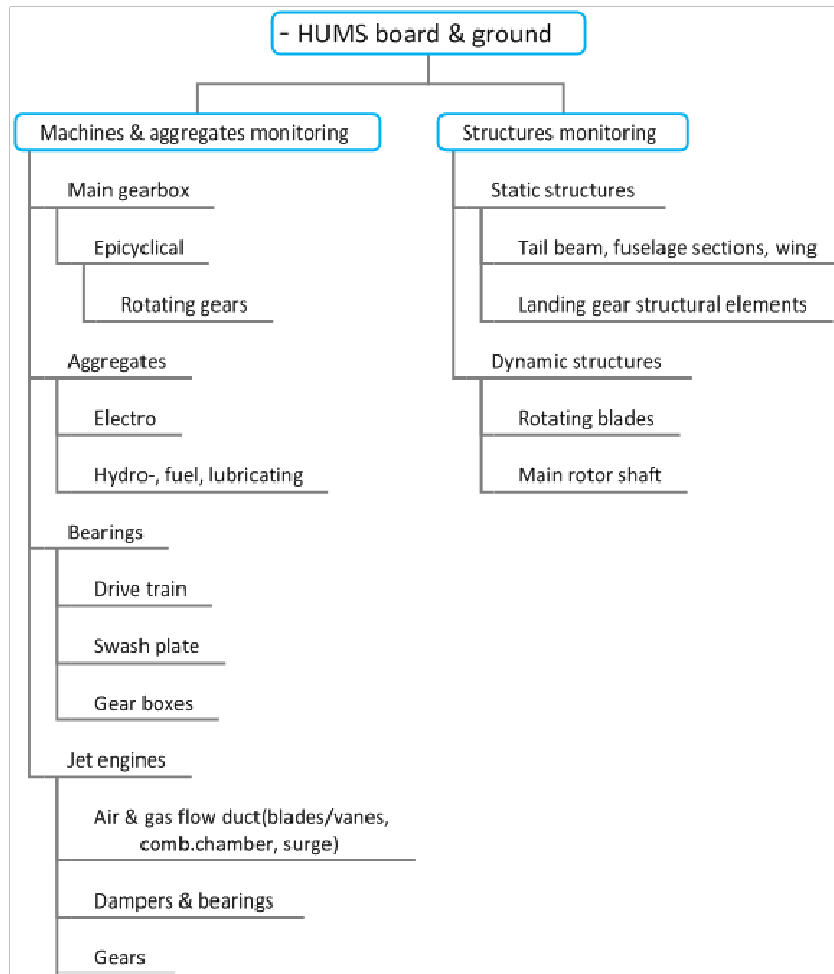 - HUMS board & ground
Machines & aggregates monitoring
Main gearbox
Epicyclical
Rotating gears
Aggregates
Electro
Hydro-, fuel, lubricating
Bearings
Drive train
Swash plate
Gear boxes
Jet engines
Air & gas flow duct(blades/vanes,
comb.chamber, surge)
Dampers & bearings
Gears
Structures monitoring
Static structures
Tail beam, fuselage sections, wing
Landing gear structural elements
Dynamic structures
Rotating blades
Main rotor shaft